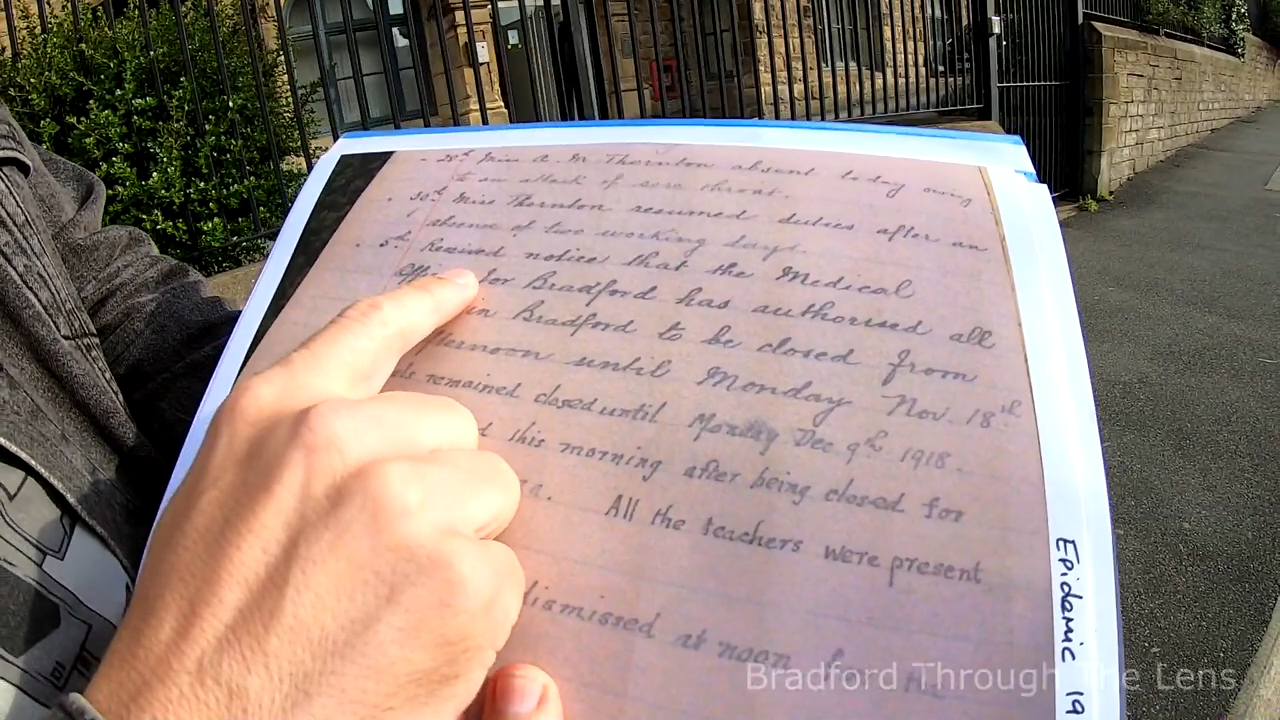 - 28th Miss A. M Thornton absent today owing
to an attack of sore throat.
" 30th Miss Thornton resumed duties after an
absence of two working days.
" 5th Received notice that the Medical
for Bradford has authorised all
in Bradford to be closed from
until Monday Nov. 18th
remained closed until Monday Dec 9th 1918.
this morning after being closed for
All the teachers were present
dismissed at noon
Epidemic 19
Bradford Through The Lens